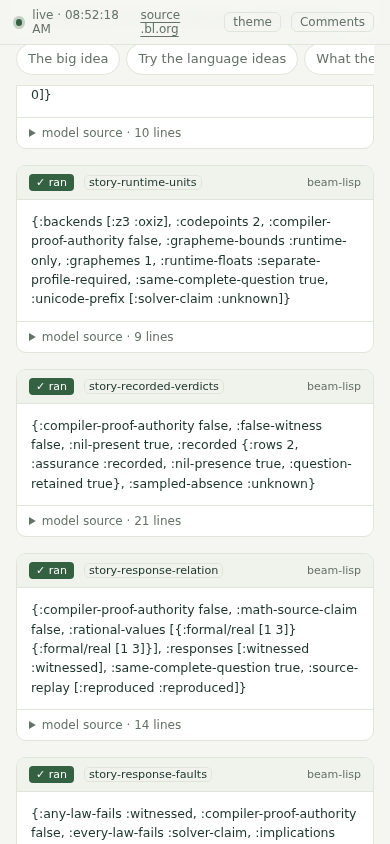 live · 08:52:18 AM
source
.bl.org
theme
Comments
The big idea
Try the language ideas
What the
0]}
▶ model source · 10 lines
✓ ran story-runtime-units beam-lisp
{:backends [:z3 :oxiz], :codepoints 2, :compiler-
proof-authority false, :grapheme-bounds :runtime-
only, :graphemes 1, :runtime-floats :separate-
profile-required, :same-complete-question true,
:unicode-prefix [:solver-claim :unknown]}
▶ model source · 9 lines
✓ ran story-recorded-verdicts beam-lisp
{:compiler-proof-authority false, :false-witness
false, :nil-present true, :recorded {:rows 2,
:assurance :recorded, :nil-presence true, :question-
retained true}, :sampled-absence :unknown}
▶ model source · 21 lines
✓ ran story-response-relation beam-lisp
{:compiler-proof-authority false, :math-source-claim
false, :rational-values [{:formal/real [1 3]}
{:formal/real [1 3]}], :responses [:witnessed
:witnessed], :same-complete-question true, :source-
replay [:reproduced :reproduced]}
▶ model source · 14 lines
✓ ran story-response-faults beam-lisp
{:any-law-fails :witnessed, :compiler-proof-authority
false, :every-law-fails :solver-claim, :implications